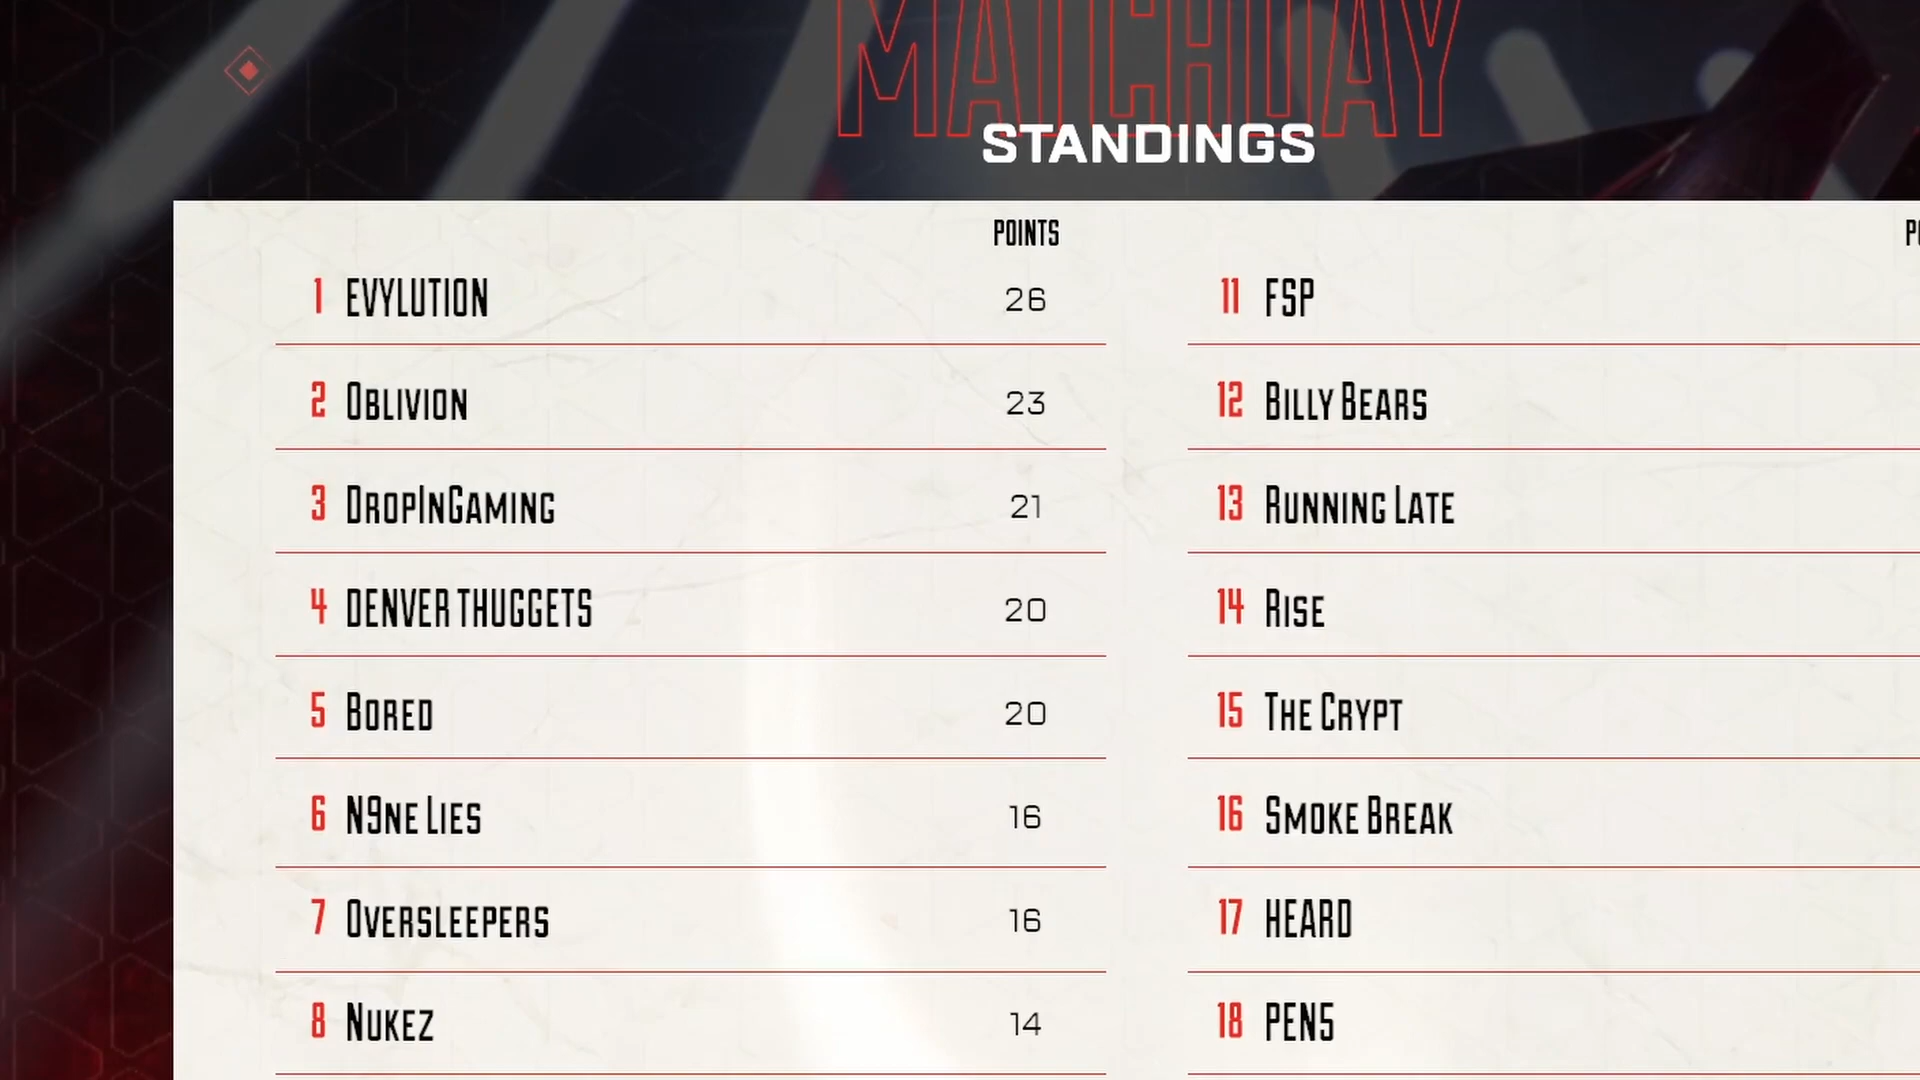 MATCHDAY
STANDINGS
POINTS
1 EVYLUTION 26
2 OBLIVION 23
3 DROPINGAMING 21
4 DENVER THUGGETS 20
5 BORED 20
6 N9NE LIES 16
7 OVERSLEEPERS 16
8 NUKEZ 14
11 FSP
12 BILLY BEARS
13 RUNNING LATE
14 RISE
15 THE CRYPT
16 SMOKE BREAK
17 HEARD
18 PEN5